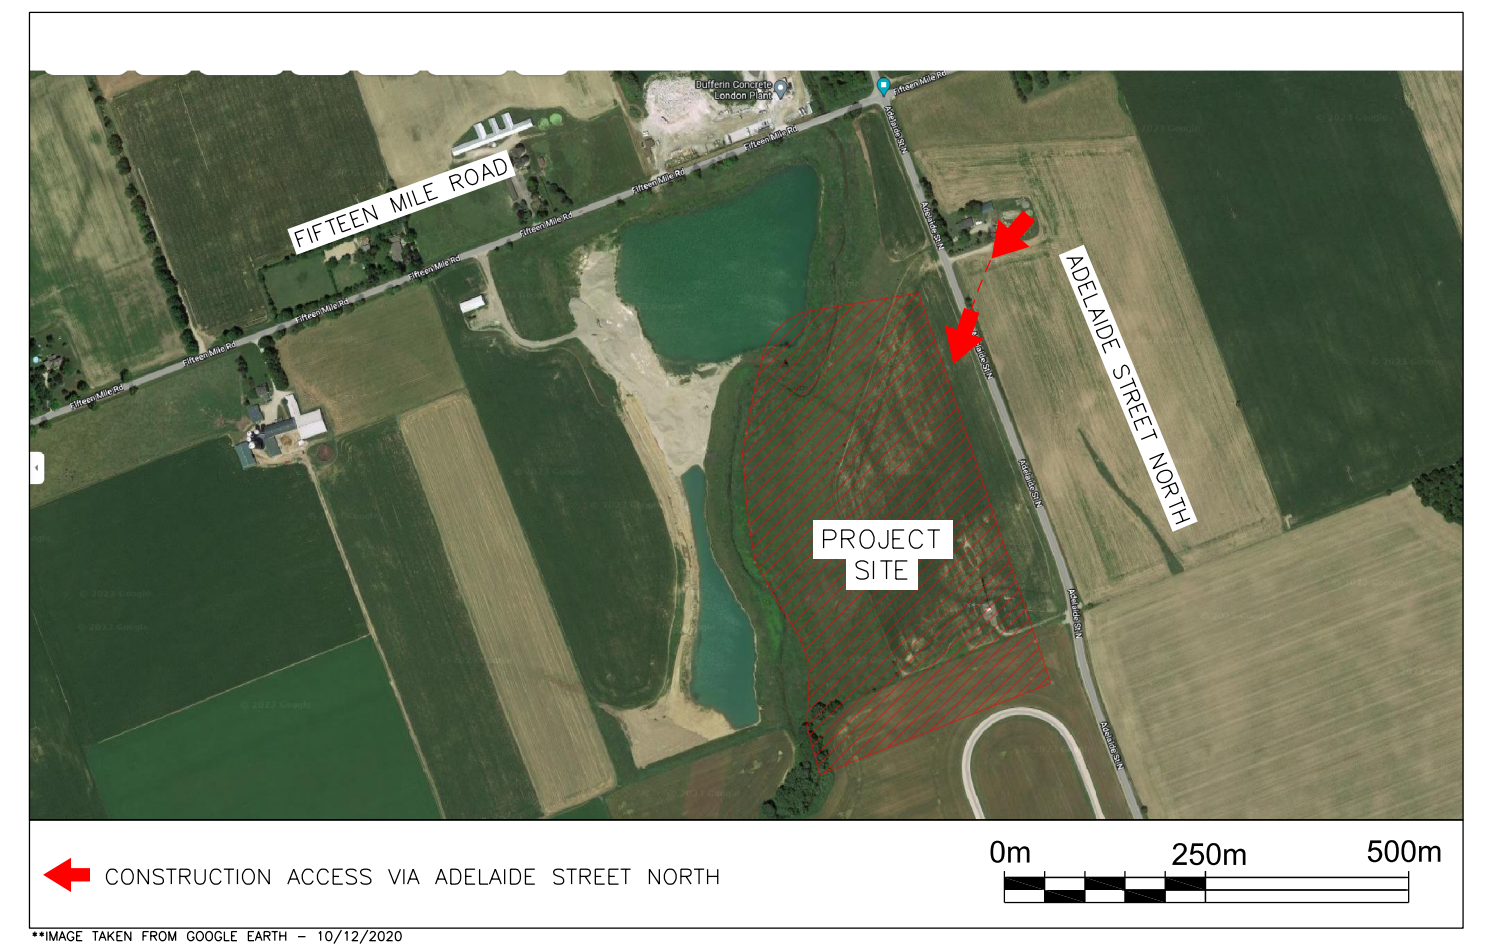 Dufferin Concrete
London Plant
Fifteen Mile Rd
Adelaide St N
Fifteen Mile Rd
Fifteen Mile Rd
FIFTEEN MILE ROAD
Fifteen Mile Rd
Adelaide St N
Fifteen Mile Rd
ADELAIDE STREET NORTH
Fifteen Mile Rd
Adelaide St N
Fifteen Mile Rd
Fifteen Mile Rd
Adelaide St N
PROJECT
SITE
Adelaide St N
© 2023 Google
Adelaide St N
CONSTRUCTION ACCESS VIA ADELAIDE STREET NORTH
0m
250m
500m
**IMAGE TAKEN FROM GOOGLE EARTH - 10/12/2020